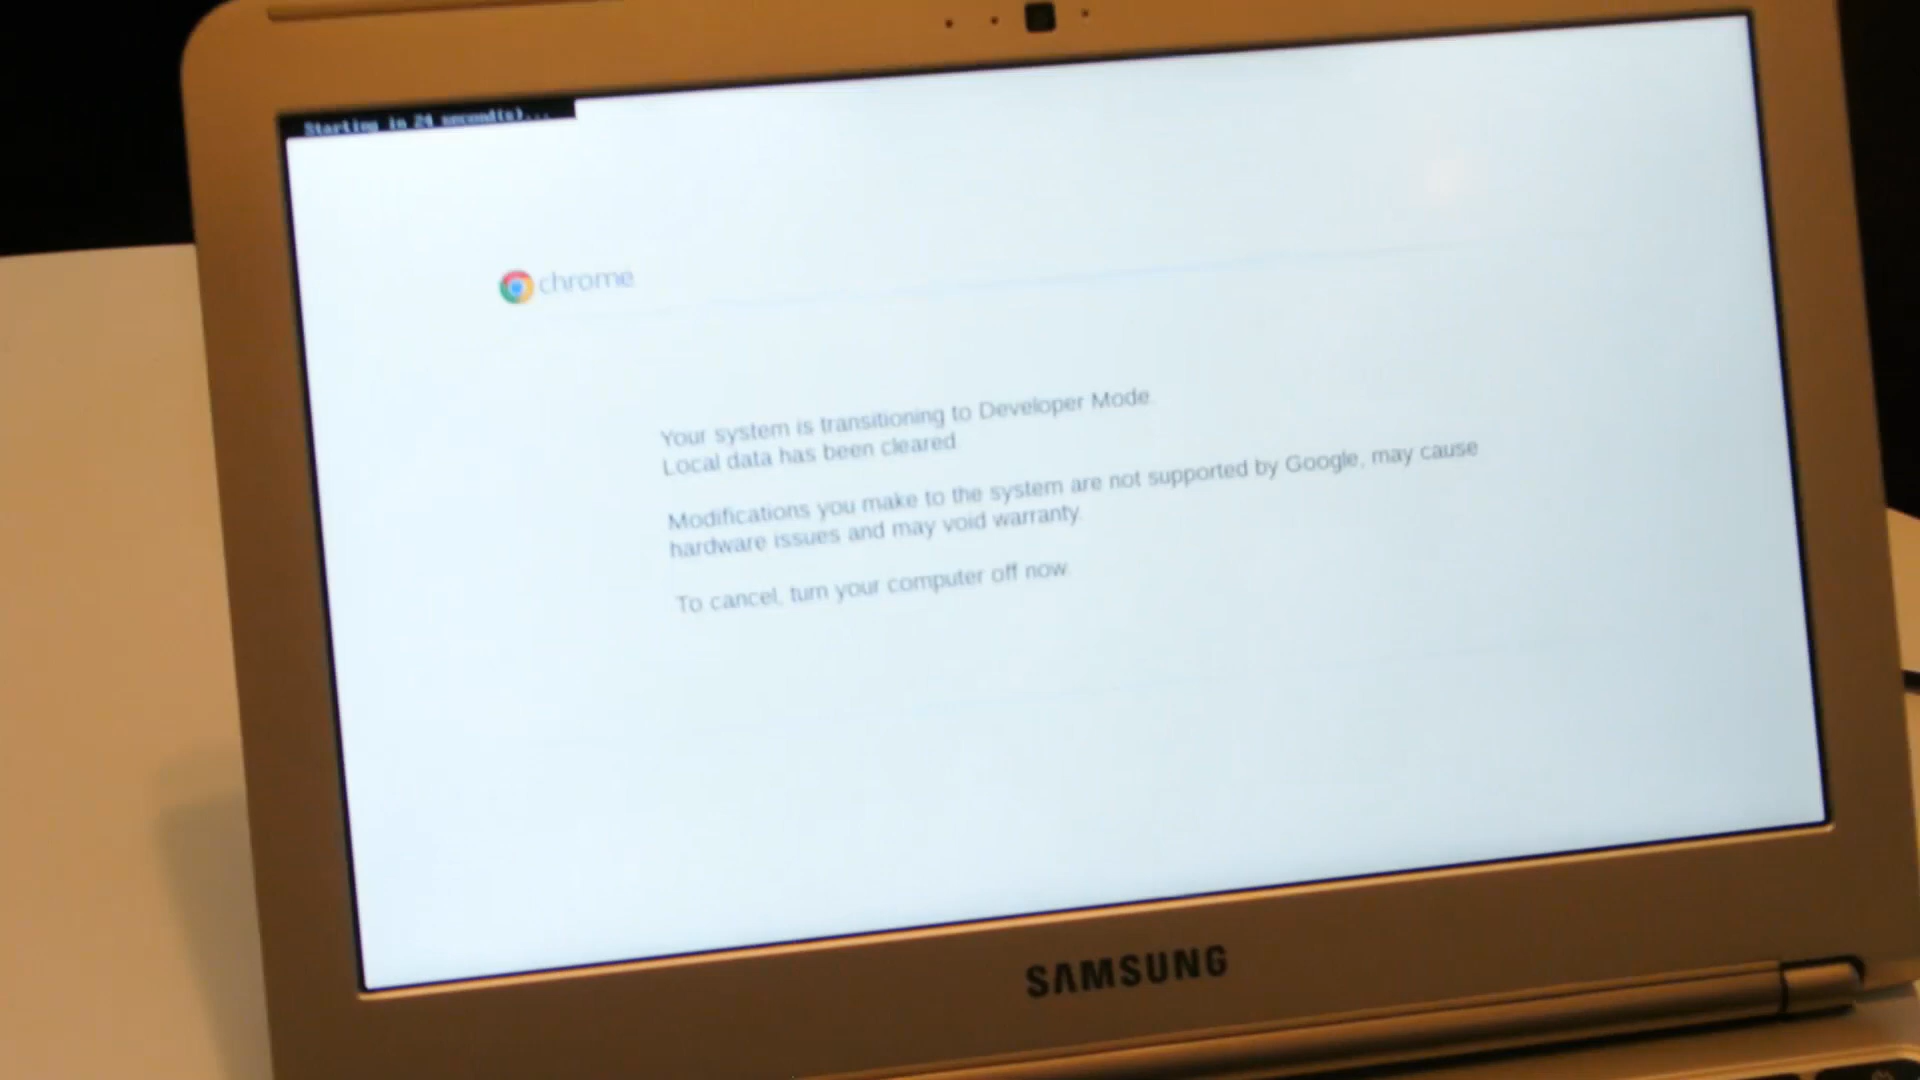 Starting in 24 second(s)...
chrome
Your system is transitioning to Developer Mode.
Local data has been cleared
Modifications you make to the system are not supported by Google, may cause
hardware issues and may void warranty.
To cancel, turn your computer off now.
SAMSUNG